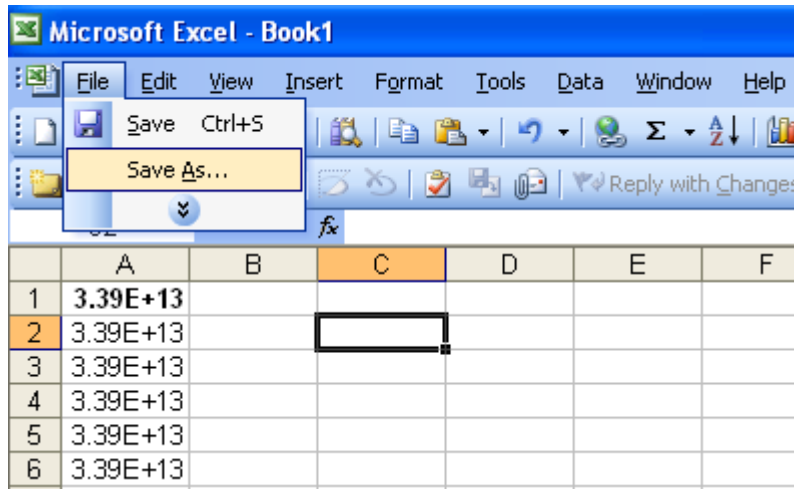 Microsoft Excel - Book1
File Edit View Insert Format Tools Data Window Help
Save Ctrl+S
Save As...
Reply with Changes
fx
A B C D E F
1 3.39E+13
2 3.39E+13
3 3.39E+13
4 3.39E+13
5 3.39E+13
6 3.39E+13